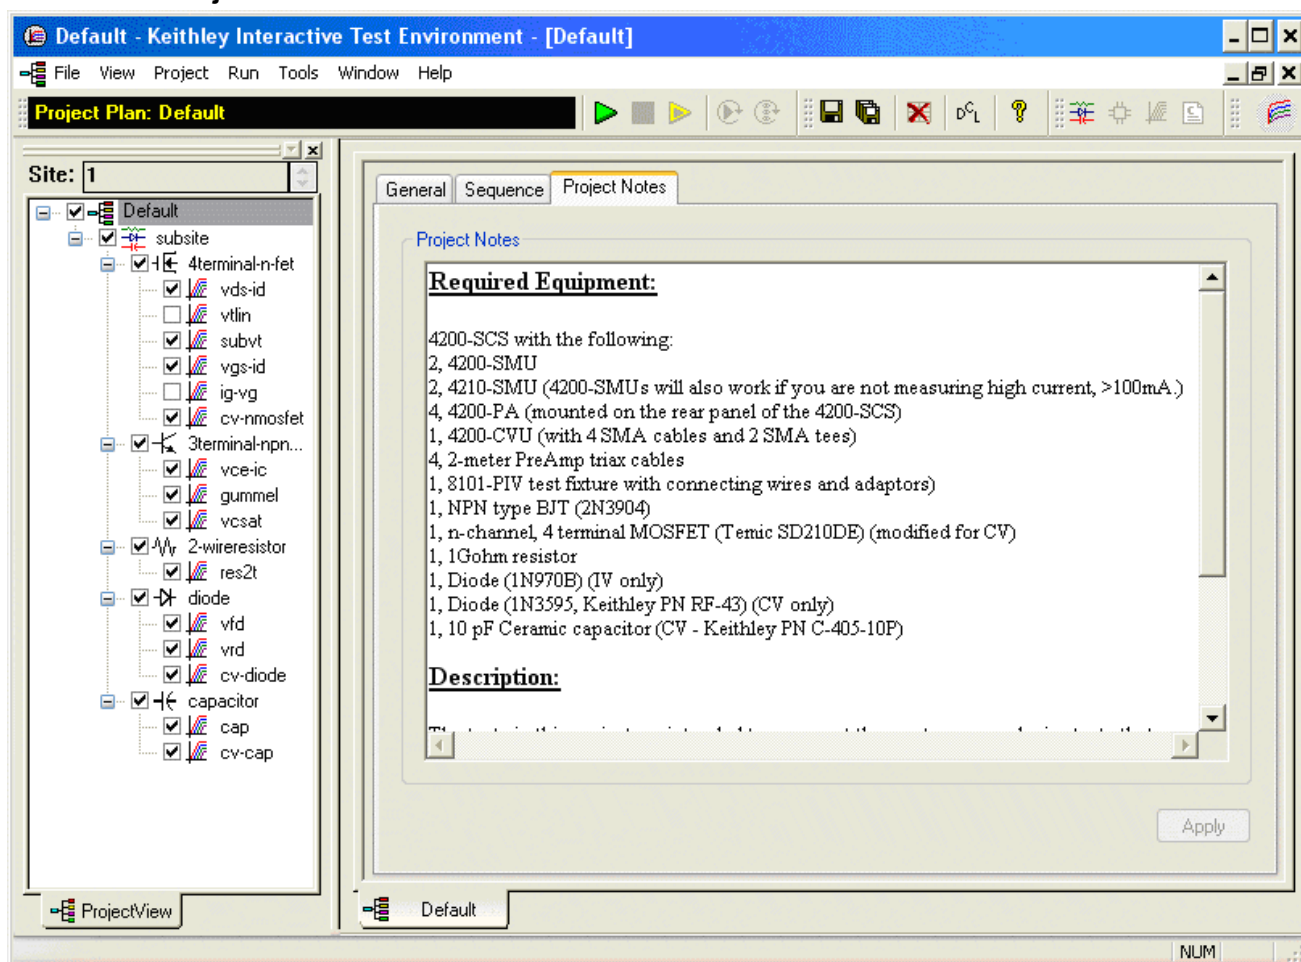 Default - Keithley Interactive Test Environment - [Default]
File View Project Run Tools Window Help
Project Plan: Default
Site: 1
Default
subsite
4terminal-n-fet
vds-id
vtlin
subvt
vgs-id
ig-vg
cv-nmosfet
3terminal-npn...
vce-ic
gummel
vcsat
2-wireresistor
res2t
diode
vfd
vrd
cv-diode
capacitor
cap
cv-cap
ProjectView
General Sequence Project Notes
Project Notes
Required Equipment:
4200-SCS with the following:
2, 4200-SMU
2, 4210-SMU (4200-SMUs will also work if you are not measuring high current, >100mA.)
4, 4200-PA (mounted on the rear panel of the 4200-SCS)
1, 4200-CVU (with 4 SMA cables and 2 SMA tees)
4, 2-meter PreAmp triax cables
1, 8101-PIV test fixture with connecting wires and adaptors)
1, NPN type BJT (2N3904)
1, n-channel, 4 terminal MOSFET (Temic SD210DE) (modified for CV)
1, 1Gohm resistor
1, Diode (1N970B) (IV only)
1, Diode (1N3595, Keithley PN RF-43) (CV only)
1, 10 pF Ceramic capacitor (CV - Keithley PN C-405-10P)
Description:
Apply
Default
NUM